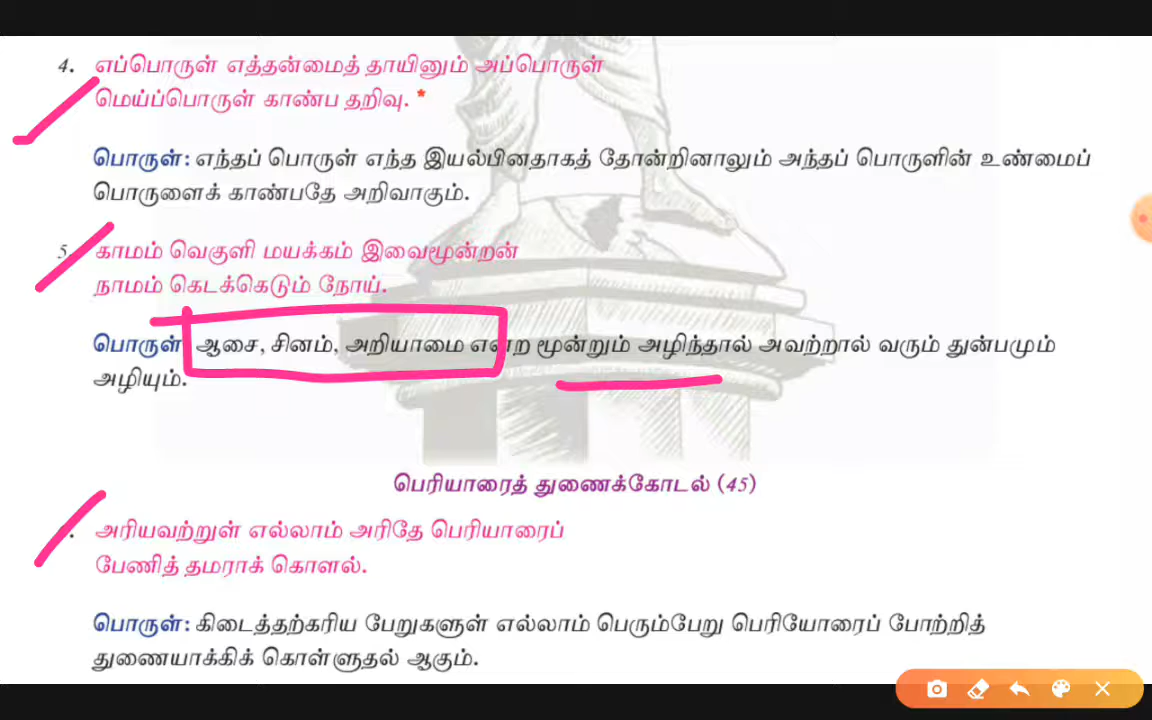 4. எப்பொருள் எத்தன்மைத் தாயினும் அப்பொருள்
மெய்ப்பொருள் காண்ப தறிவு. *
பொருள்: எந்தப் பொருள் எந்த இயல்பினதாகத் தோன்றினாலும் அந்தப் பொருளின் உண்மைப்
பொருளைக் காண்பதே அறிவாகும்.
5. காமம் வெகுளி மயக்கம் இவைமூன்றன்
நாமம் கெடக்கெடும் நோய்.
பொருள்: ஆசை, சினம், அறியாமை என்ற மூன்றும் அழிந்தால் அவற்றால் வரும் துன்பமும்
அழியும்.
பெரியாரைத் துணைக்கோடல் (45)
அரியவற்றுள் எல்லாம் அரிதே பெரியாரைப்
பேணித் தமராக் கொளல்.
பொருள்: கிடைத்தற்கரிய பேறுகளுள் எல்லாம் பெரும்பேறு பெரியோரைப் போற்றித்
துணையாக்கிக் கொள்ளுதல் ஆகும்.